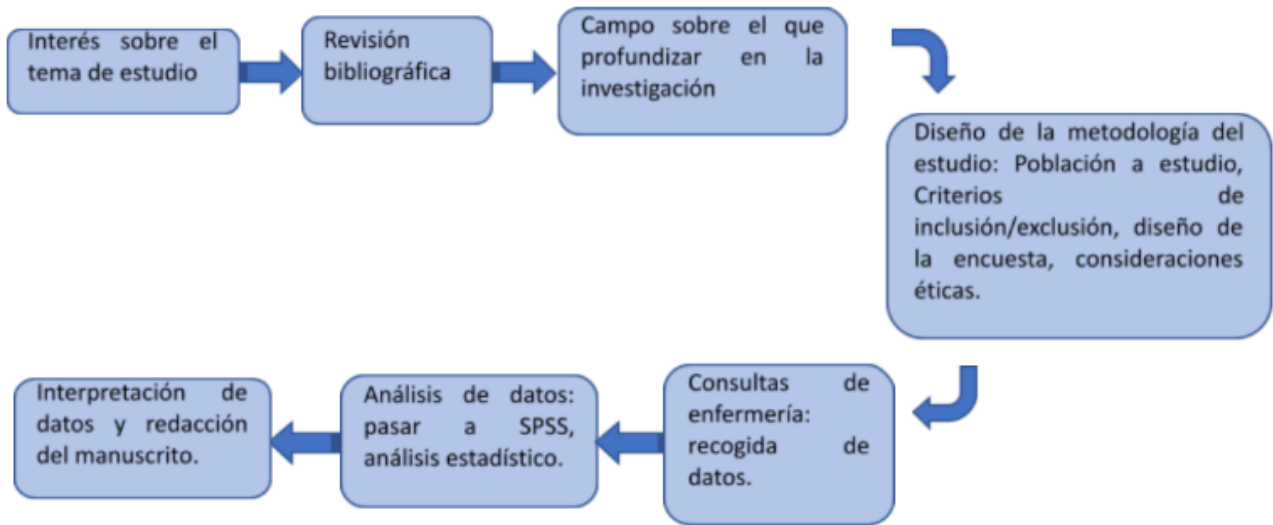 Interés sobre el
tema de estudio
Revisión
bibliográfica
Campo sobre el que
profundizar en la
investigación
Diseño de la metodología del
estudio: Población a estudio,
Criterios de
inclusión/exclusión, diseño de
la encuesta, consideraciones
éticas.
Consultas de
enfermería:
recogida de
datos.
Análisis de datos:
pasar a SPSS,
análisis estadístico.
Interpretación de
datos y redacción
del manuscrito.